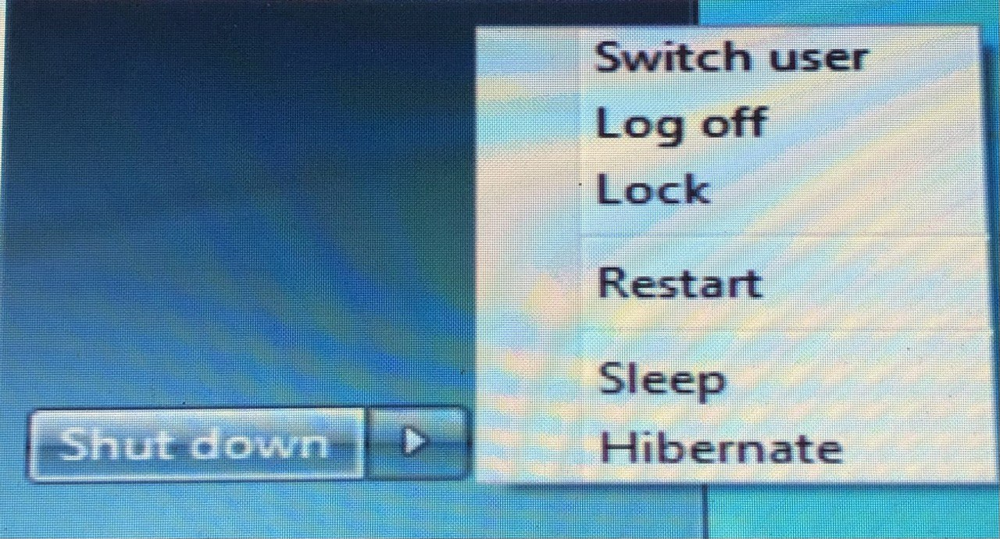 Switch user
Log off
Lock
Restart
Sleep
Hibernate
Shut down